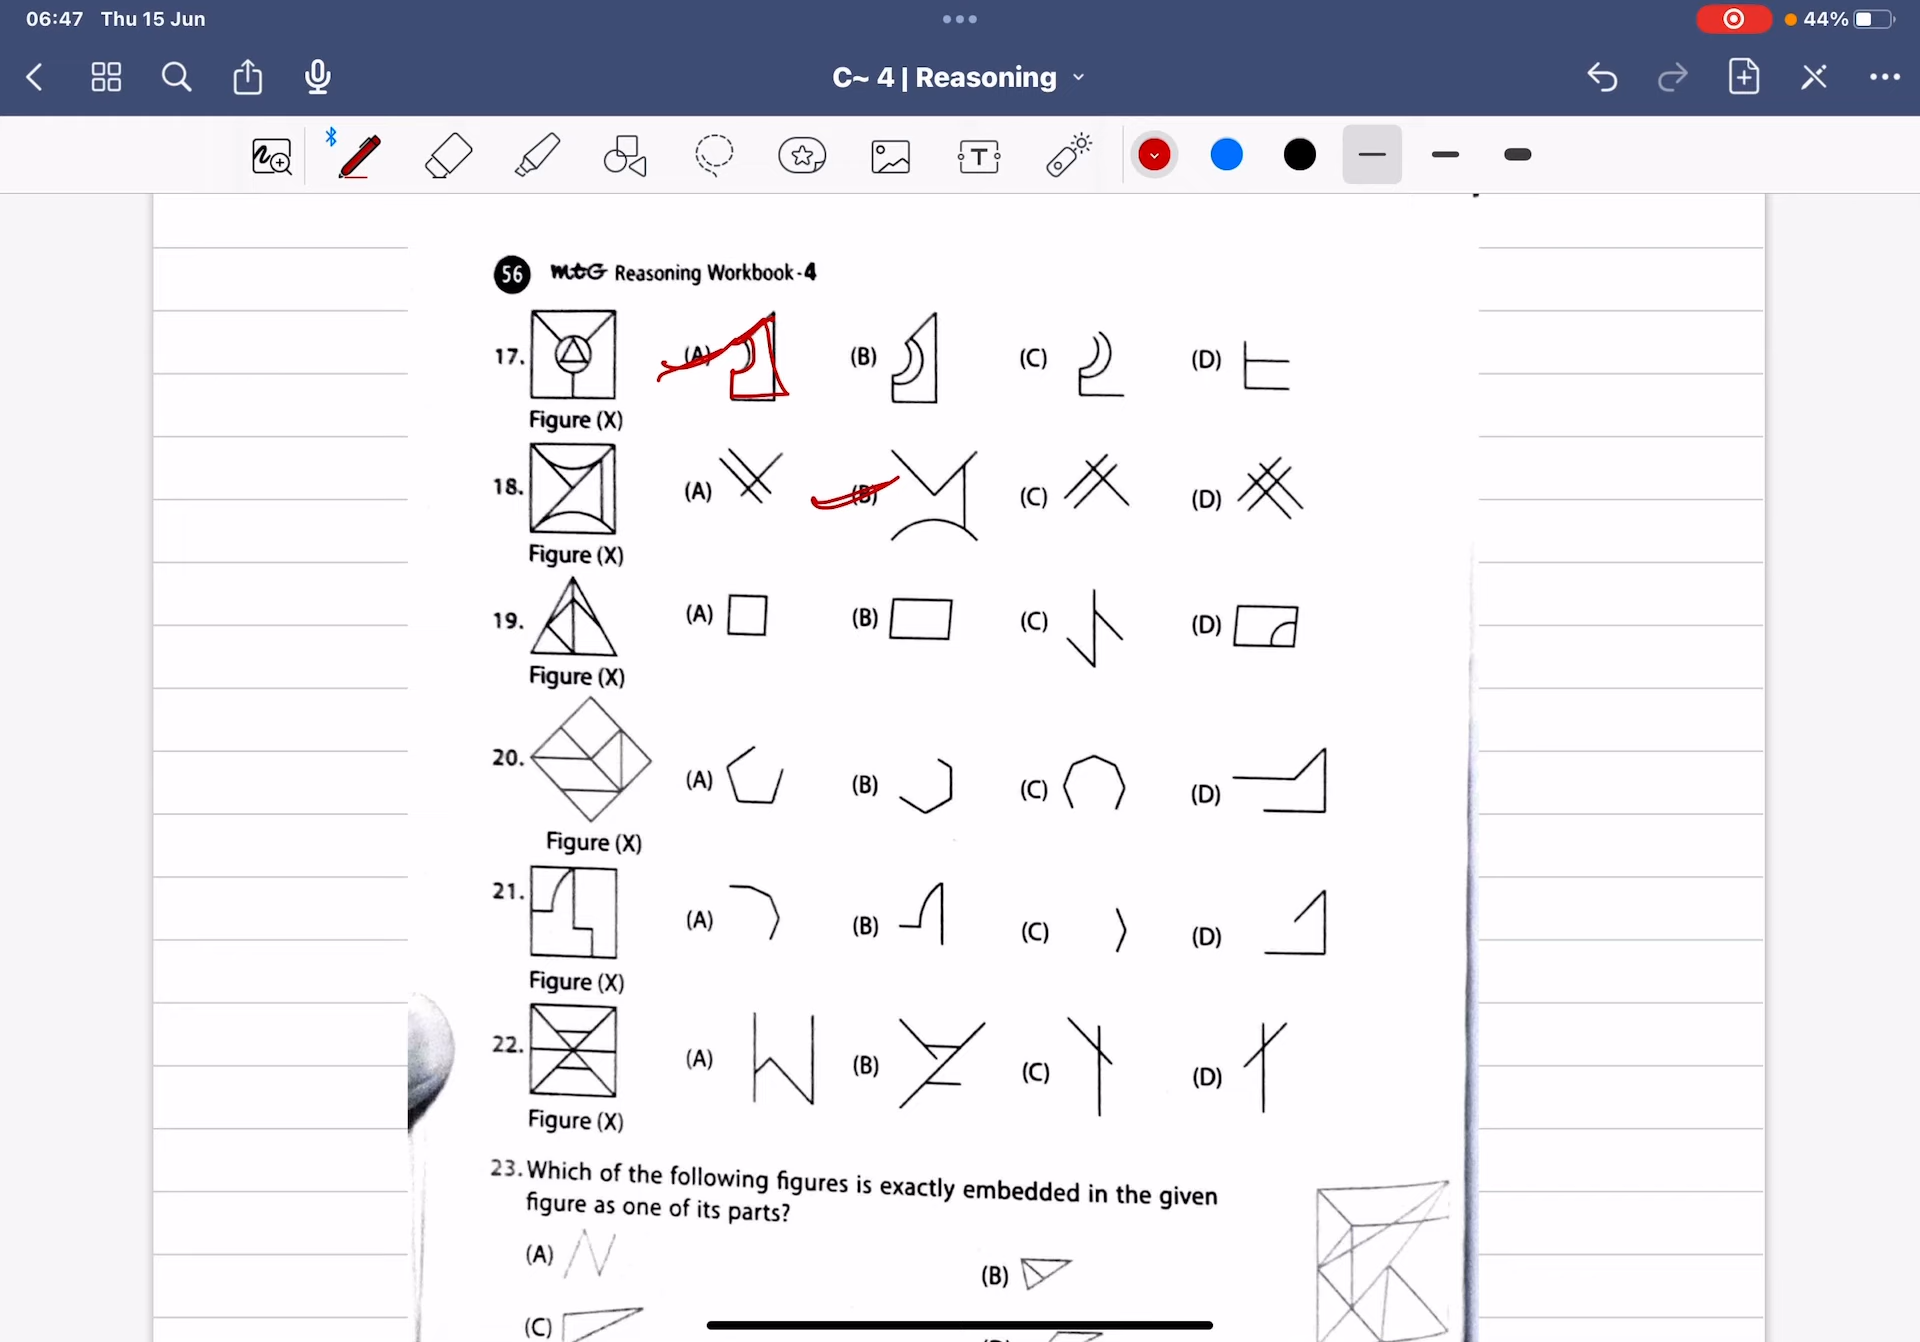 06:47 Thu 15 Jun
44%
C~ 4 | Reasoning
T
56 mtG Reasoning Workbook-4
17. (A) (B) (C) (D)
Figure (X)
18. (A) (B) (C) (D)
Figure (X)
19. (A) (B) (C) (D)
Figure (X)
20. (A) (B) (C) (D)
Figure (X)
21. (A) (B) (C) (D)
Figure (X)
22. (A) (B) (C) (D)
Figure (X)
23. Which of the following figures is exactly embedded in the given
figure as one of its parts?
(A) (B)
(C)